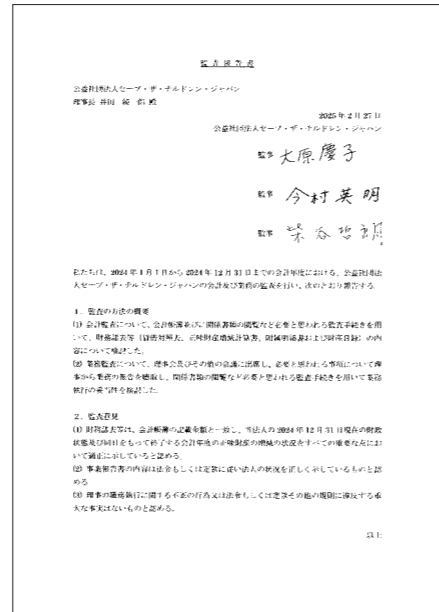 監査報告書
公益社団法人セーブ・ザ・チルドレン・ジャパン
理事長 井田 純一郎 殿
2025年2月27日
公益社団法人セーブ・ザ・チルドレン・ジャパン
監事 大原慶子
監事 今村英明
監事
私たちは、2024年1月1日から2024年12月31日までの会計年度における、公益社団法
人セーブ・ザ・チルドレン・ジャパンの会計及び業務の監査を行い、次のとおり報告する。
1. 監査の方法の概要
(1) 会計監査について、会計帳簿並びに関係書類の閲覧など必要と思われる監査手続きを用
いて、財務諸表等（貸借対照表、正味財産増減計算書、附属明細書および財産目録）の内
容について検証した。
(2) 業務監査について、理事会及びその他の会議に出席し、必要と思われる事項について理
事から業務の報告を聴取し、関係書類の閲覧など必要と思われる監査手続きを用いて業務
執行の妥当性を検証した。
2. 監査意見
(1) 財務諸表等は、会計帳簿の記載金額と一致し、当法人の2024年12月31日現在の財政
状態及び同日をもって終了する会計年度の正味財産の増減の状況をすべての重要な点にお
いて適正に示していると認める。
(2) 事業報告書の内容は法令もしくは定款に従い法人の状況を正しく示しているものと認
める
(3) 理事の職務執行に関する不正の行為又は法令もしくは定款その他の規則に違反する重
大な事実はないものと認める。
以上